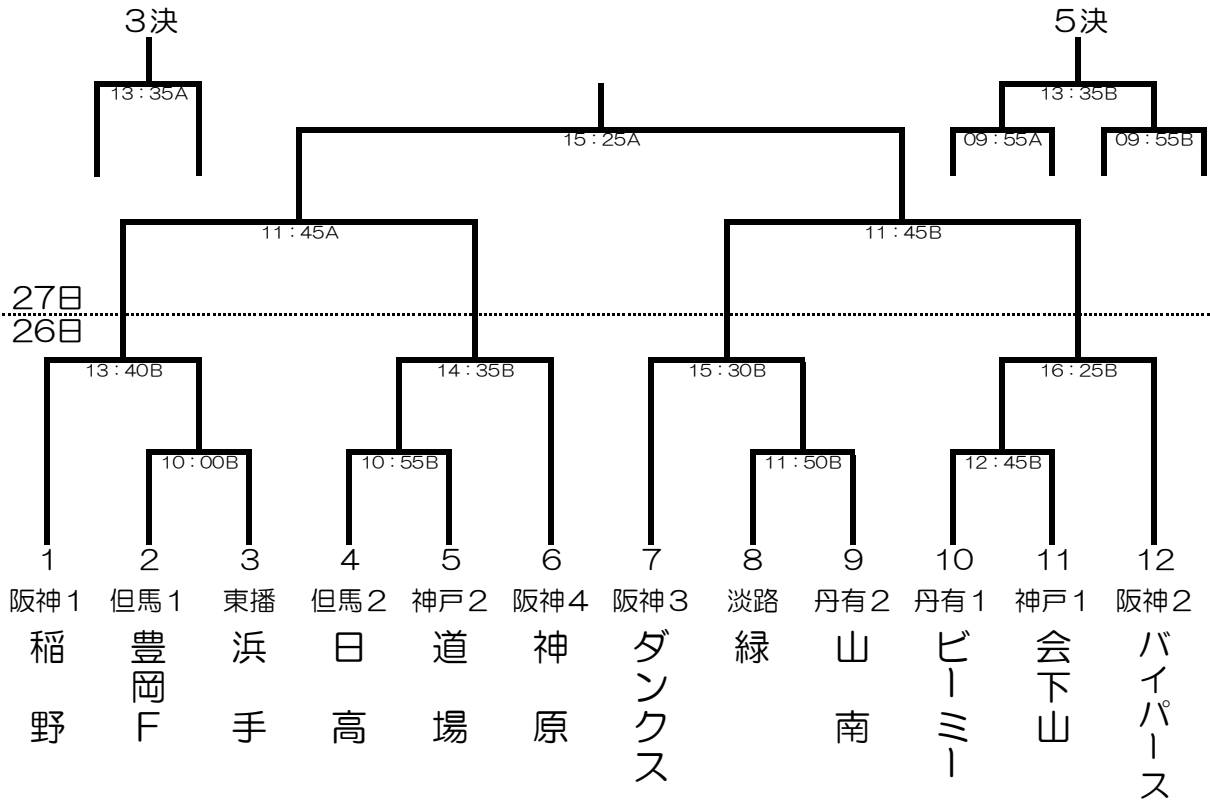 3決
5決
13：35A
13：35B
15：25A
09：55A
09：55B
11：45A
11：45B
27日
26日
13：40B
14：35B
15：30B
16：25B
10：00B
10：55B
11：50B
12：45B
1 2 3 4 5 6 7 8 9 10 11 12
阪神1 但馬1 東播 但馬2 神戸2 阪神4 阪神3 淡路 丹有2 丹有1 神戸1 阪神2
稲野
豊岡F
浜手
日高
道場
神原
ダンクス
緑
山南
ビーミー
会下山
バイパース